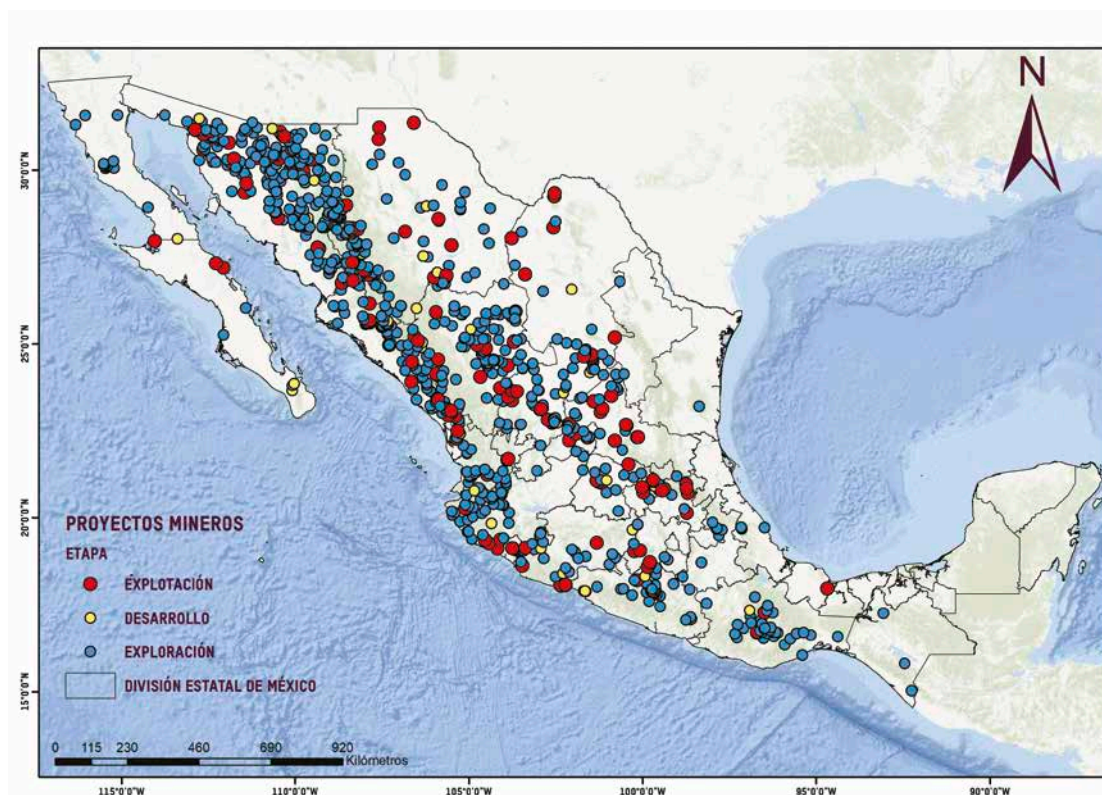 N
30°0'0"N
25°0'0"N
20°0'0"N
15°0'0"N
PROYECTOS MINEROS
ETAPA
EXPLOTACIÓN
DESARROLLO
EXPLORACIÓN
DIVISIÓN ESTATAL DE MÉXICO
0 115 230 460 690 920
Kilómetros
115°0'0"W 110°0'0"W 105°0'0"W 100°0'0"W 95°0'0"W 90°0'0"W